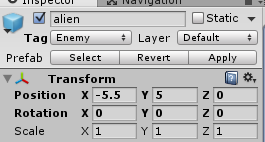 Inspector Navigation
alien Static
Tag Enemy Layer Default
Prefab Select Revert Apply
Transform
Position X -5.5 Y 5 Z 0
Rotation X 0 Y 0 Z 0
Scale X 1 Y 1 Z 1